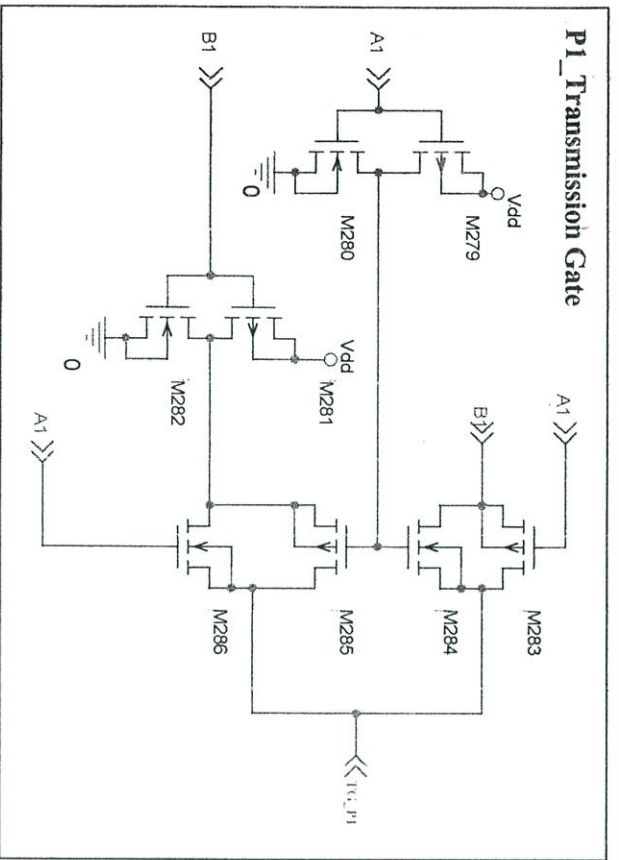 P1_Transmission Gate
A1
Vdd
M279
M280
0
B1
Vdd
M281
M282
0
A1
B1
M283
M284
M285
M286
A1
TG_P1